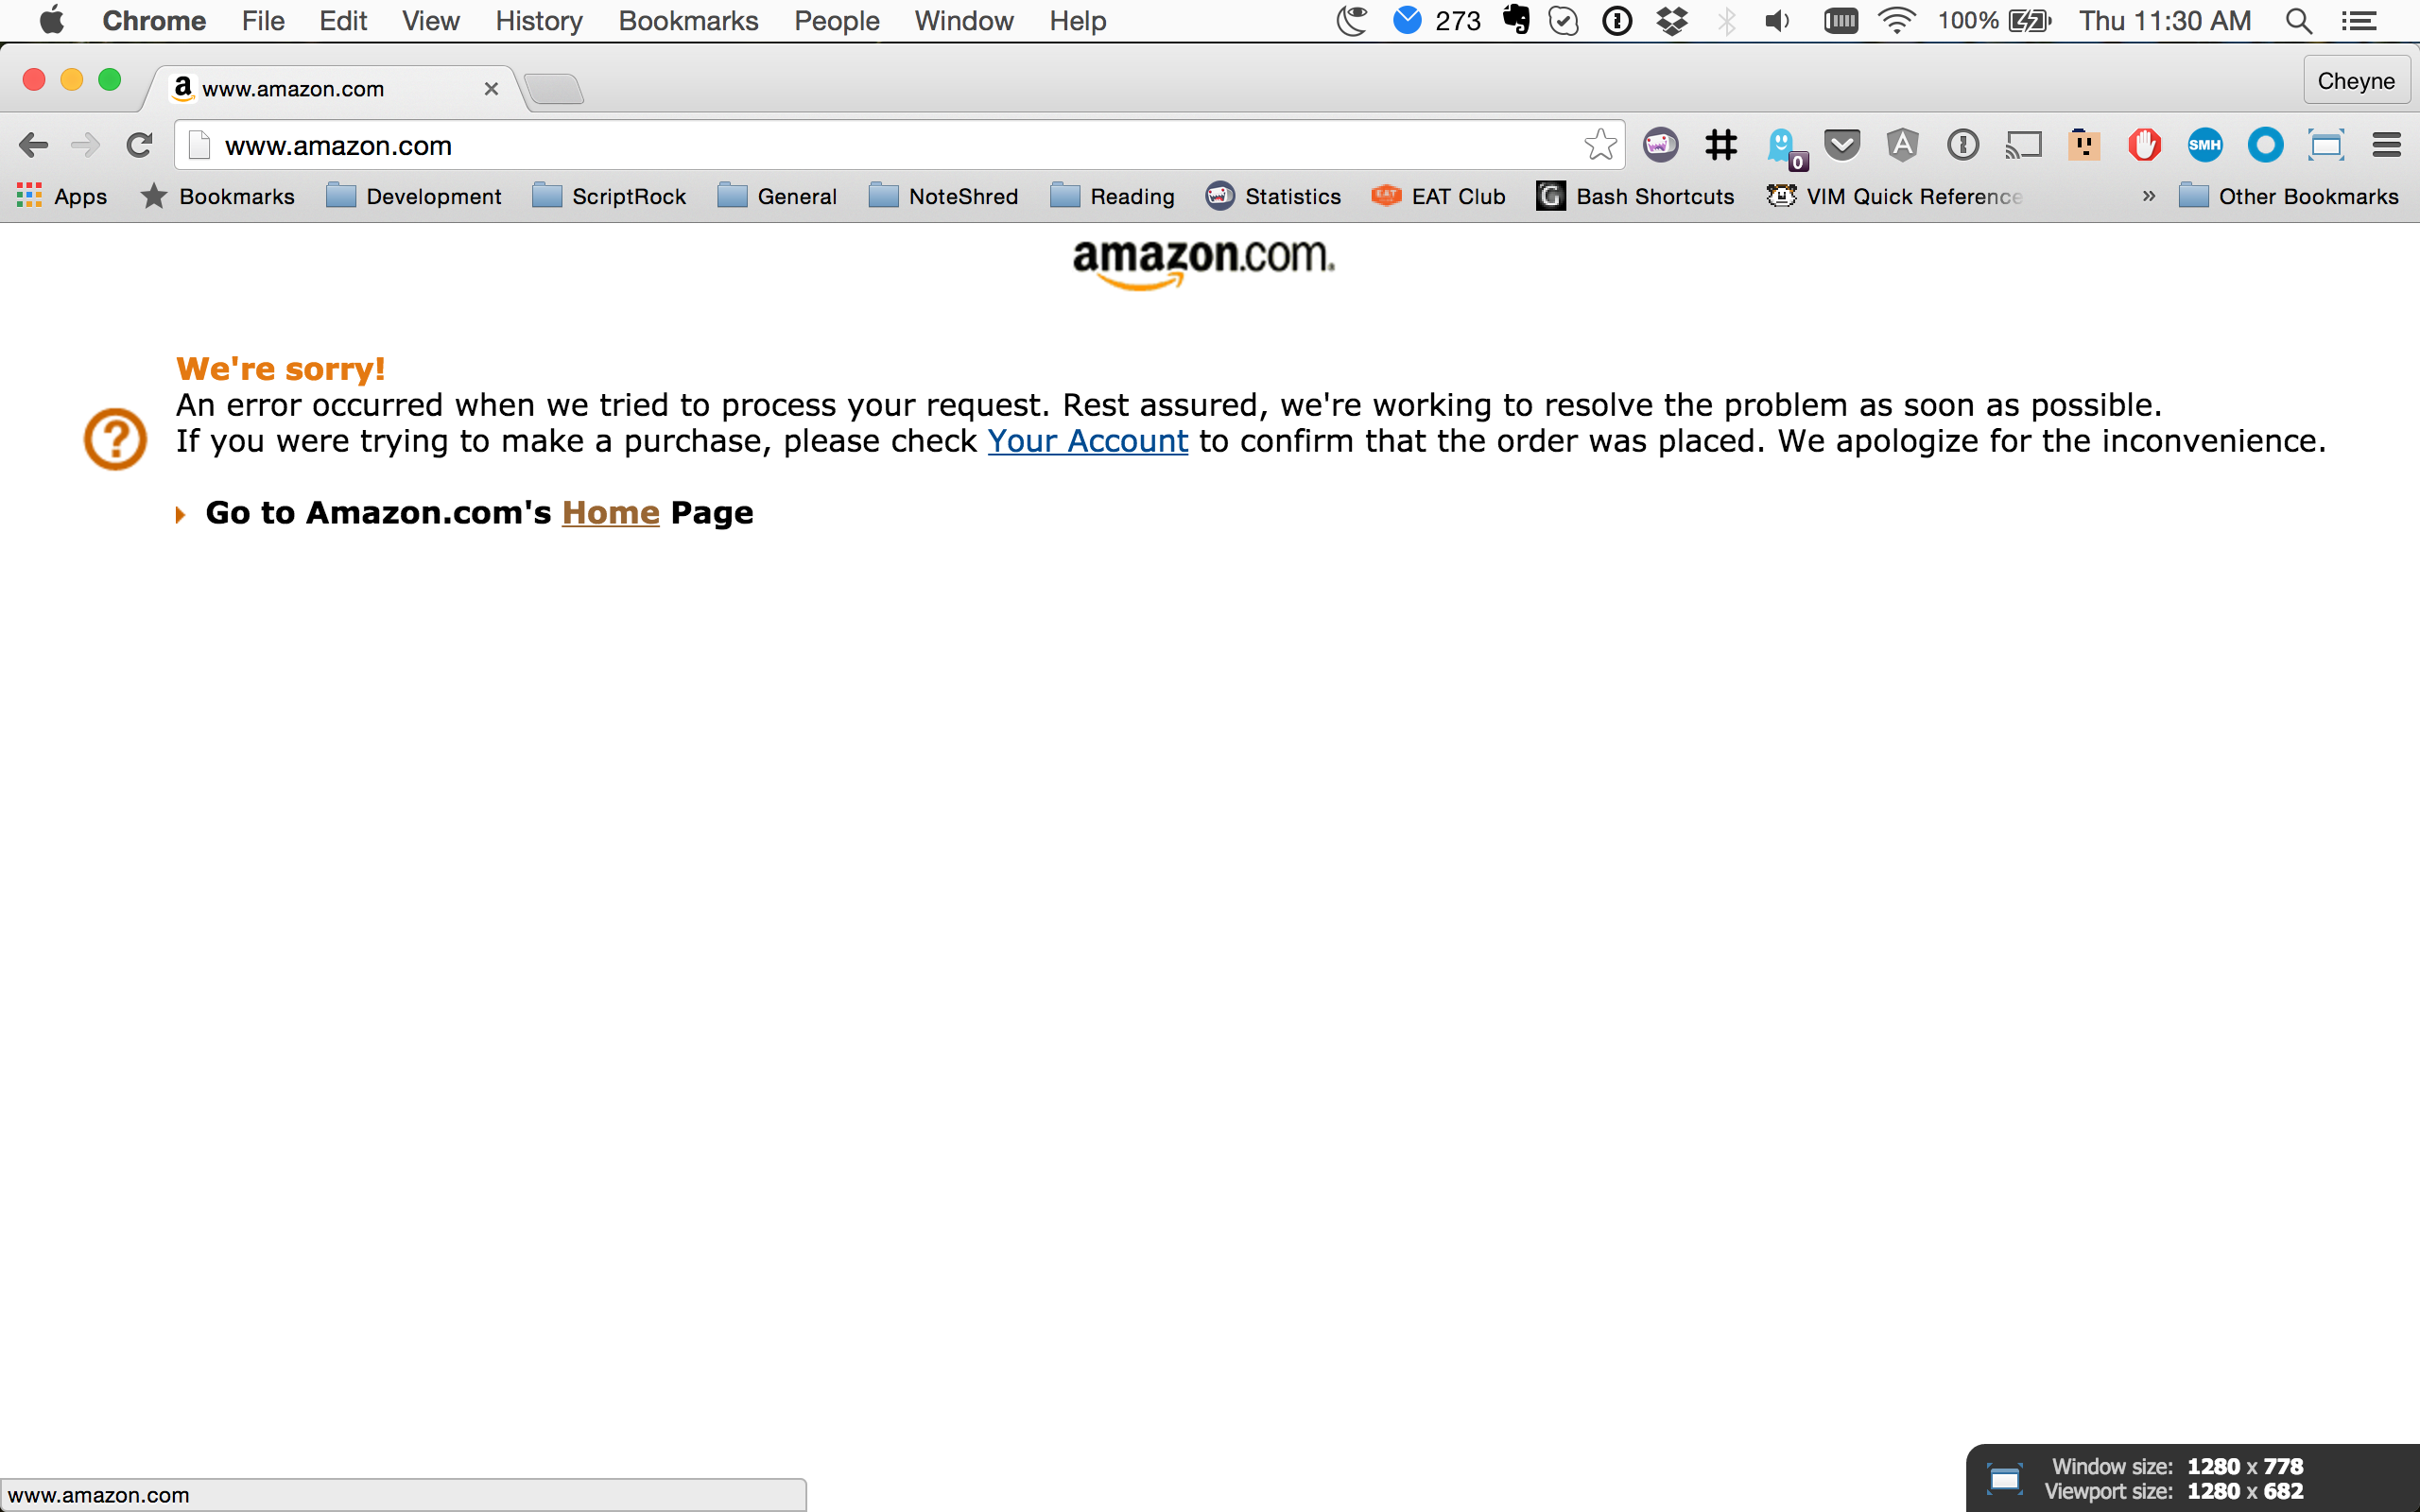 Chrome File Edit View History Bookmarks People Window Help 273 100% Thu 11:30 AM
www.amazon.com Cheyne
www.amazon.com 0 SMH
Apps Bookmarks Development ScriptRock General NoteShred Reading Statistics EAT Club Bash Shortcuts VIM Quick Reference » Other Bookmarks
amazon.com.
We're sorry!
An error occurred when we tried to process your request. Rest assured, we're working to resolve the problem as soon as possible.
If you were trying to make a purchase, please check Your Account to confirm that the order was placed. We apologize for the inconvenience.
Go to Amazon.com's Home Page
Window size: 1280 x 778
Viewport size: 1280 x 682
www.amazon.com